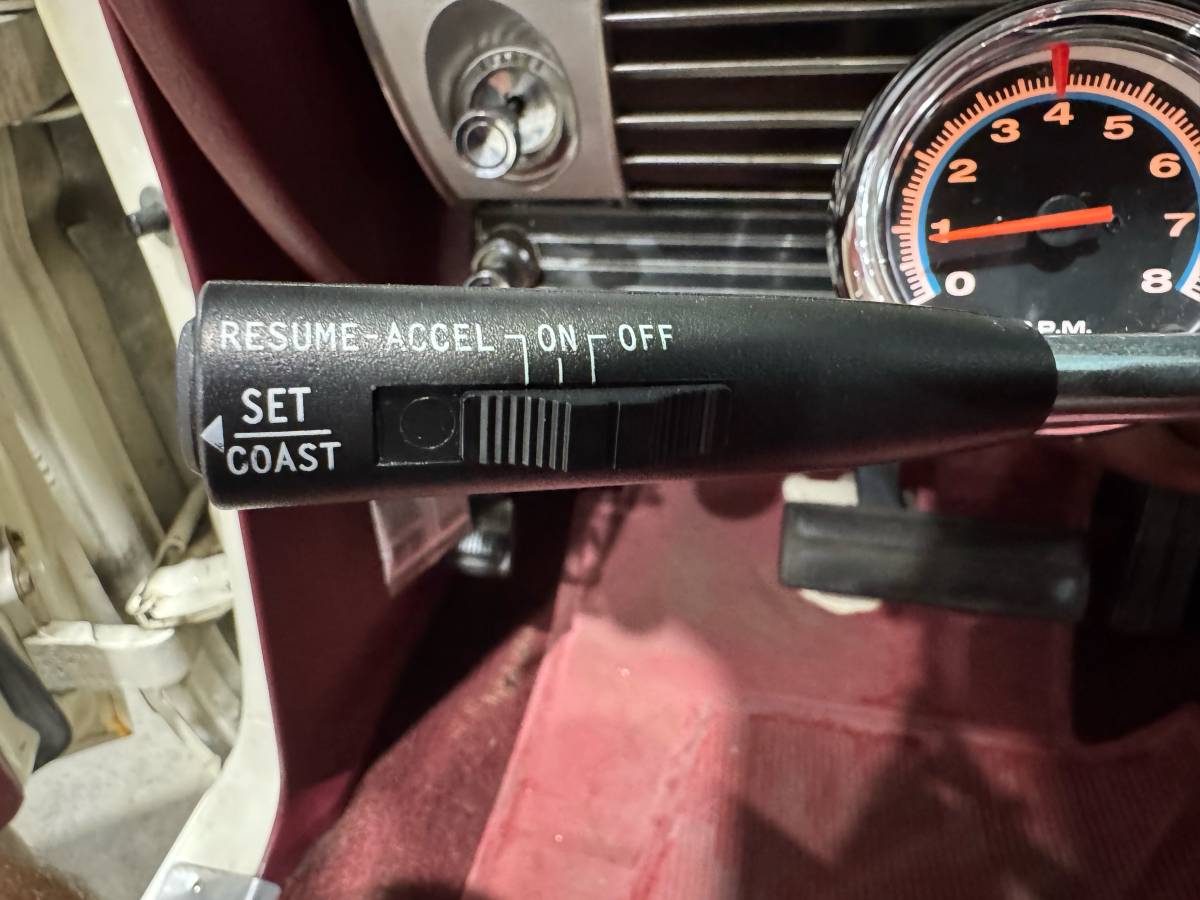 RESUME-ACCEL ON OFF
SET
COAST
0 1 2 3 4 5 6 7 8